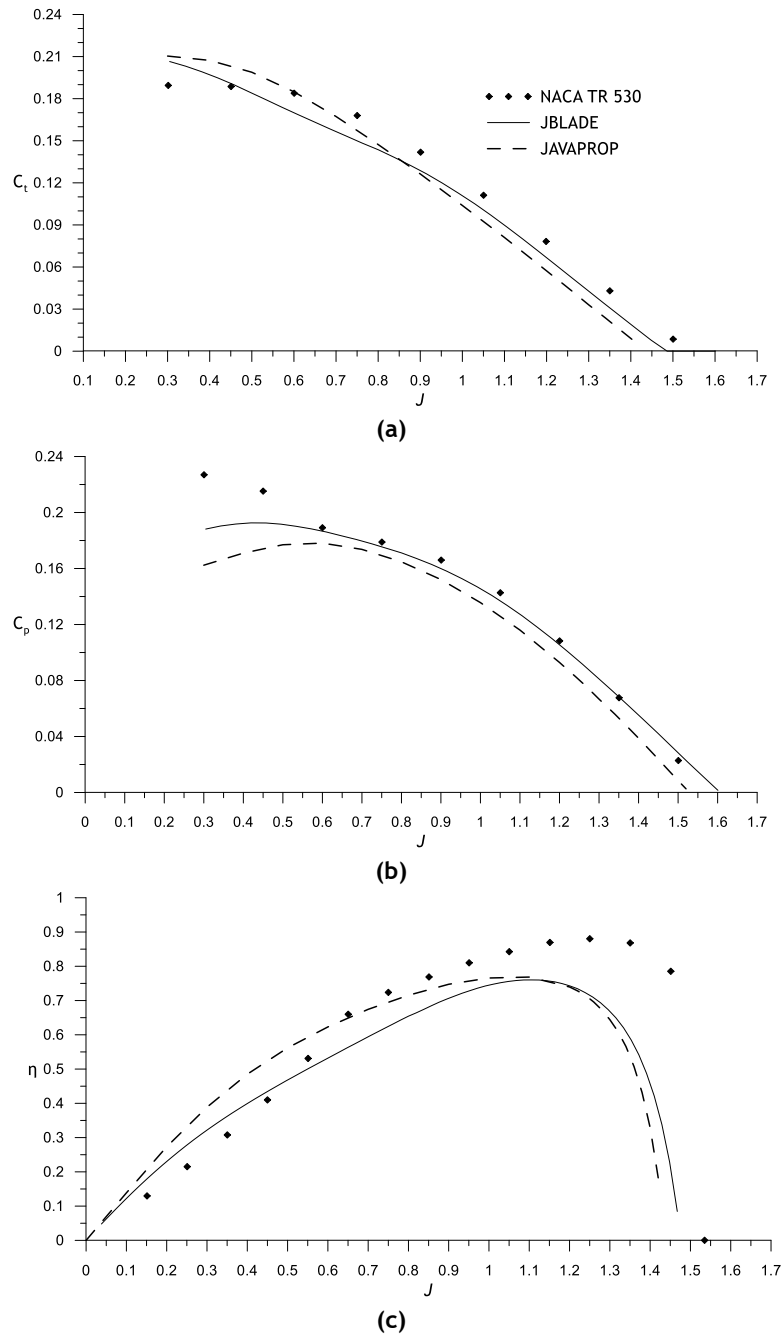 0.24
0.21
0.18
0.15
0.12
0.09
0.06
0.03
0
C_t
NACA TR 530
JBLADE
JAVAPROP
0.1 0.2 0.3 0.4 0.5 0.6 0.7 0.8 0.9 1 1.1 1.2 1.3 1.4 1.5 1.6 1.7
J
(a)
0.24
0.2
0.16
0.12
0.08
0.04
0
C_p
0 0.1 0.2 0.3 0.4 0.5 0.6 0.7 0.8 0.9 1 1.1 1.2 1.3 1.4 1.5 1.6 1.7
J
(b)
1
0.9
0.8
0.7
0.6
0.5
0.4
0.3
0.2
0.1
0
η
0 0.1 0.2 0.3 0.4 0.5 0.6 0.7 0.8 0.9 1 1.1 1.2 1.3 1.4 1.5 1.6 1.7
J
(c)